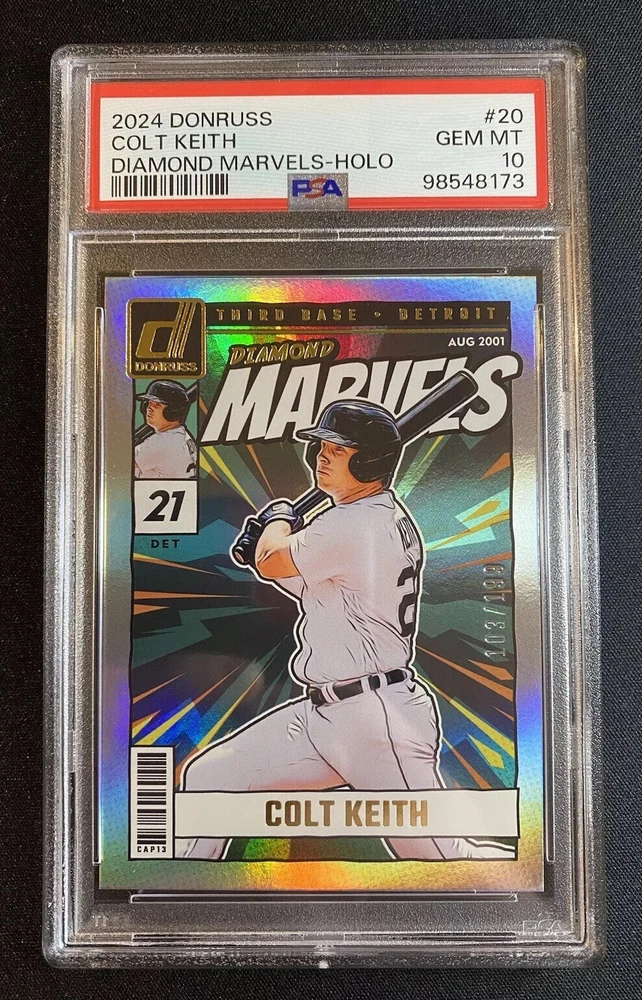 2024 DONRUSS #20
COLT KEITH GEM MT
DIAMOND MARVELS-HOLO 10
PSA 98548173
DONRUSS
THIRD BASE • DETROIT
DIAMOND
AUG 2001
MARVELS
21
DET
103/199
COLT KEITH
CAP13
PSA